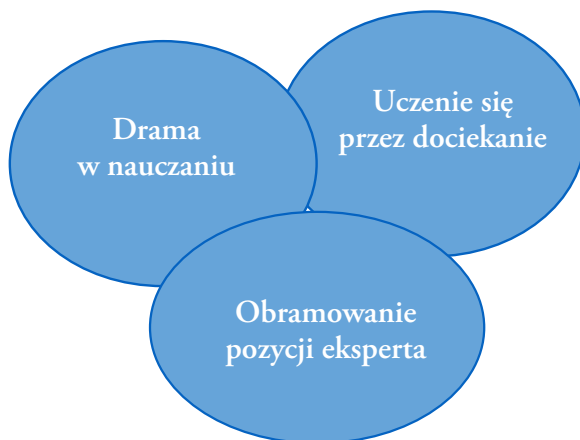 Drama
w nauczaniu
Uczenie się
przez dociekanie
Obramowanie
pozycji eksperta